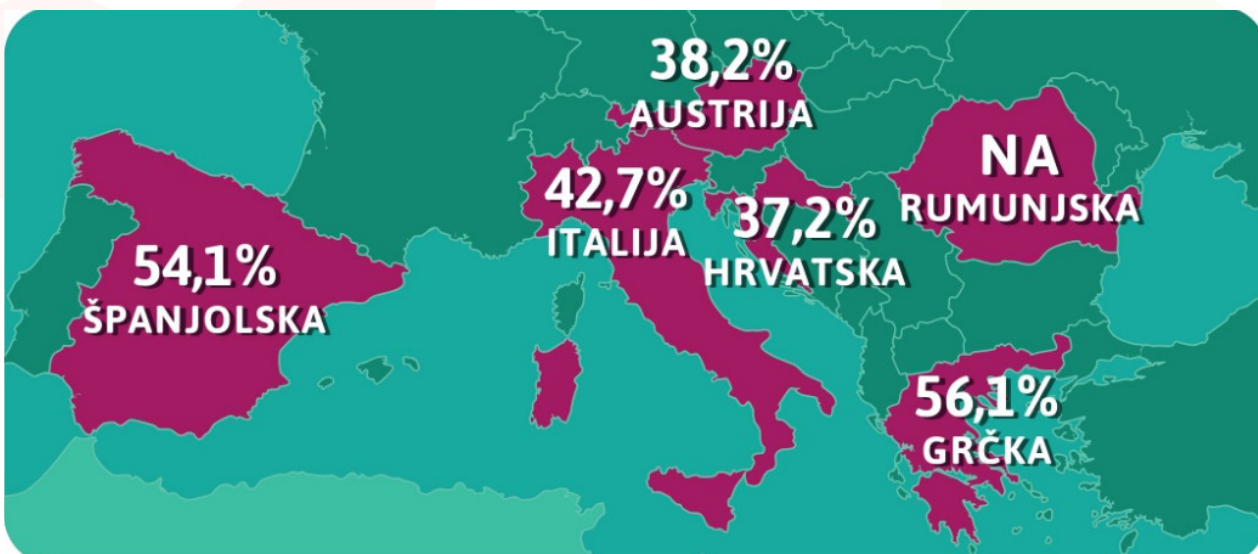 38,2%
AUSTRIJA
NA
RUMUNJSKA
42,7%
ITALIJA
37,2%
HRVATSKA
54,1%
ŠPANJOLSKA
56,1%
GRČKA